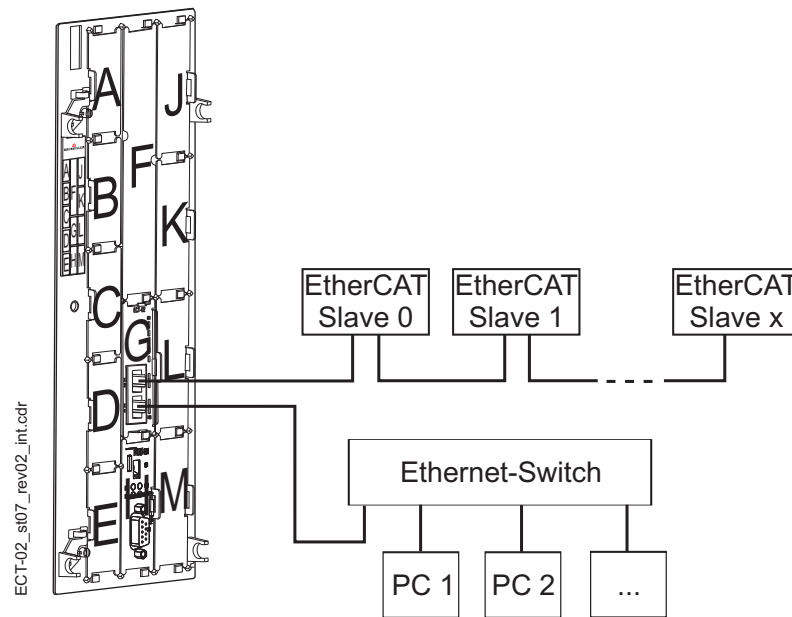 A
J
F
B
K
C
G
L
D
M
E
A J
B F K
C
D G L
E H M
EtherCAT
Slave 0
EtherCAT
Slave 1
EtherCAT
Slave x
Ethernet-Switch
PC 1
PC 2
...
ECT-02_st07_rev02_int.cdr